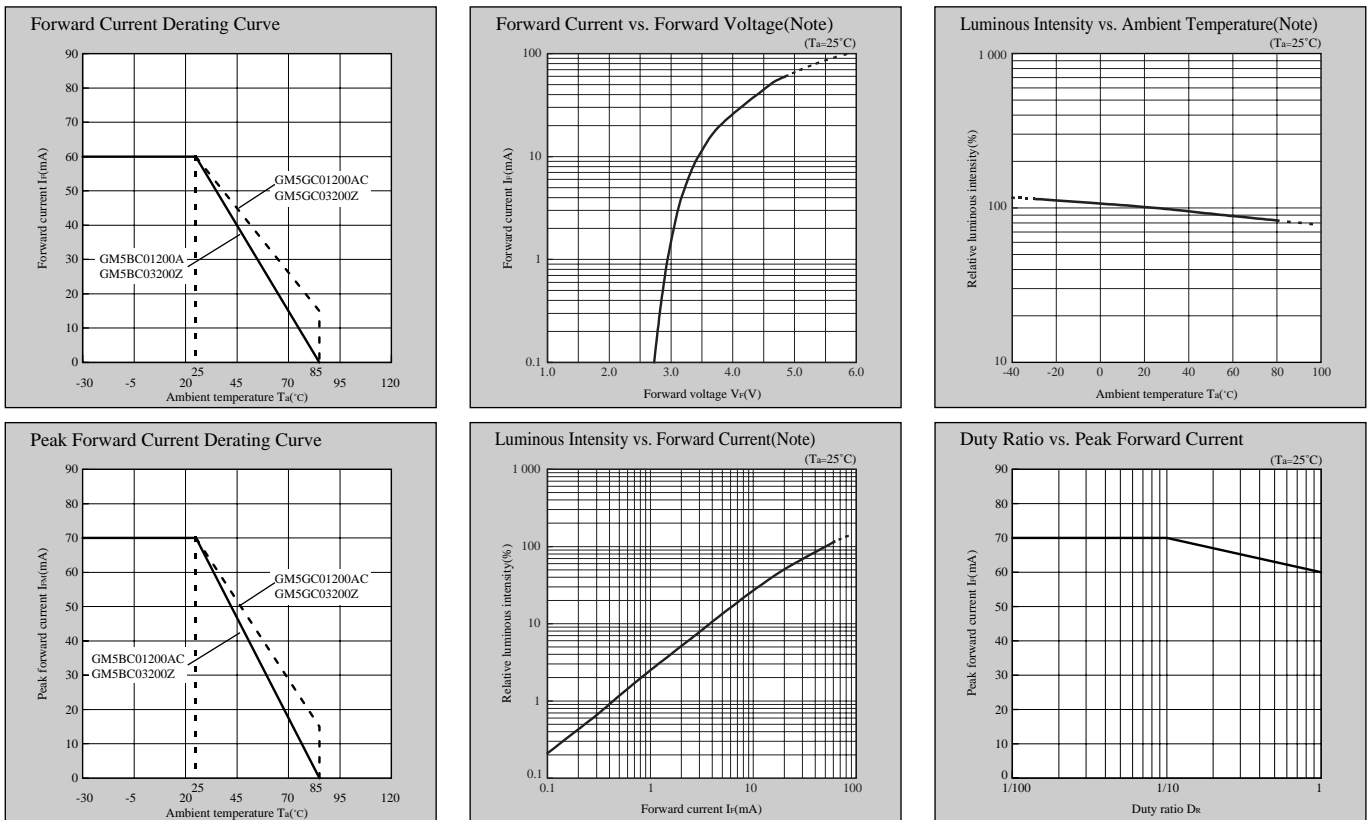 Forward Current Derating Curve
90
80
70
60
50
40
30
20
10
0
Forward current IF(mA)
GM5GC01200AC
GM5GC03200Z
GM5BC01200A
GM5BC03200Z
25
85
-30
-5
20
45
70
95
120
Ambient temperature Ta(˚C)
Forward Current vs. Forward Voltage(Note)
(Ta=25˚C)
100
10
1
0.1
Forward current IF(mA)
1.0
2.0
3.0
4.0
5.0
6.0
Forward voltage VF(V)
Luminous Intensity vs. Ambient Temperature(Note)
(Ta=25˚C)
1 000
100
10
Relative luminous intensity(%)
-40
-20
0
20
40
60
80
100
Ambient temperature Ta(˚C)
Peak Forward Current Derating Curve
90
80
70
60
50
40
30
20
10
0
Peak forward current IFM(mA)
GM5GC01200AC
GM5GC03200Z
GM5BC01200AC
GM5BC03200Z
25
85
-30
-5
20
45
70
95
120
Ambient temperature Ta(˚C)
Luminous Intensity vs. Forward Current(Note)
(Ta=25˚C)
1 000
100
10
1
0.1
Relative luminous intensity(%)
0.1
1
10
100
Forward current IF(mA)
Duty Ratio vs. Peak Forward Current
(Ta=25˚C)
90
80
70
60
50
40
30
20
10
0
Peak forward current IF(mA)
1/100
1/10
1
Duty ratio DR